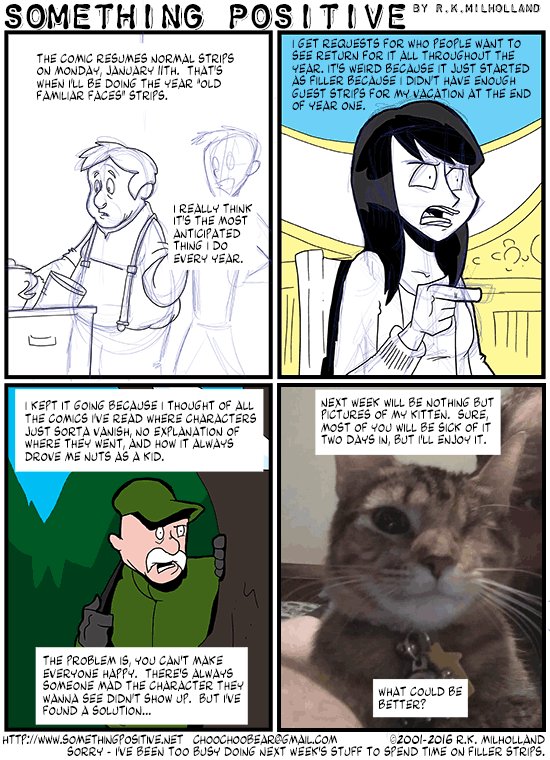 SOMETHING POSITIVE BY R.K.MILHOLLAND
THE COMIC RESUMES NORMAL STRIPS
ON MONDAY, JANUARY 11TH. THAT'S
WHEN I'LL BE DOING THE YEAR "OLD
FAMILIAR FACES" STRIPS.
I REALLY THINK
IT'S THE MOST
ANTICIPATED
THING I DO
EVERY YEAR.
I GET REQUESTS FOR WHO PEOPLE WANT TO
SEE RETURN FOR IT ALL THROUGHOUT THE
YEAR. IT'S WEIRD BECAUSE IT JUST STARTED
AS FILLER BECAUSE I DIDN'T HAVE ENOUGH
GUEST STRIPS FOR MY VACATION AT THE END
OF YEAR ONE.
I KEPT IT GOING BECAUSE I THOUGHT OF ALL
THE COMICS I'VE READ WHERE CHARACTERS
JUST SORTA VANISH, NO EXPLANATION OF
WHERE THEY WENT, AND HOW IT ALWAYS
DROVE ME NUTS AS A KID.
THE PROBLEM IS, YOU CAN'T MAKE
EVERYONE HAPPY. THERE'S ALWAYS
SOMEONE MAD THE CHARACTER THEY
WANNA SEE DIDN'T SHOW UP. BUT I'VE
FOUND A SOLUTION...
NEXT WEEK WILL BE NOTHING BUT
PICTURES OF MY KITTEN. SURE,
MOST OF YOU WILL BE SICK OF IT
TWO DAYS IN, BUT I'LL ENJOY IT.
WHAT COULD BE
BETTER?
HTTP://WWW.SOMETHINGPOSITIVE.NET CHOOCHOOBEAR@GMAIL.COM ©2001-2016 R.K. MILHOLLAND
SORRY - I'VE BEEN TOO BUSY DOING NEXT WEEK'S STUFF TO SPEND TIME ON FILLER STRIPS.